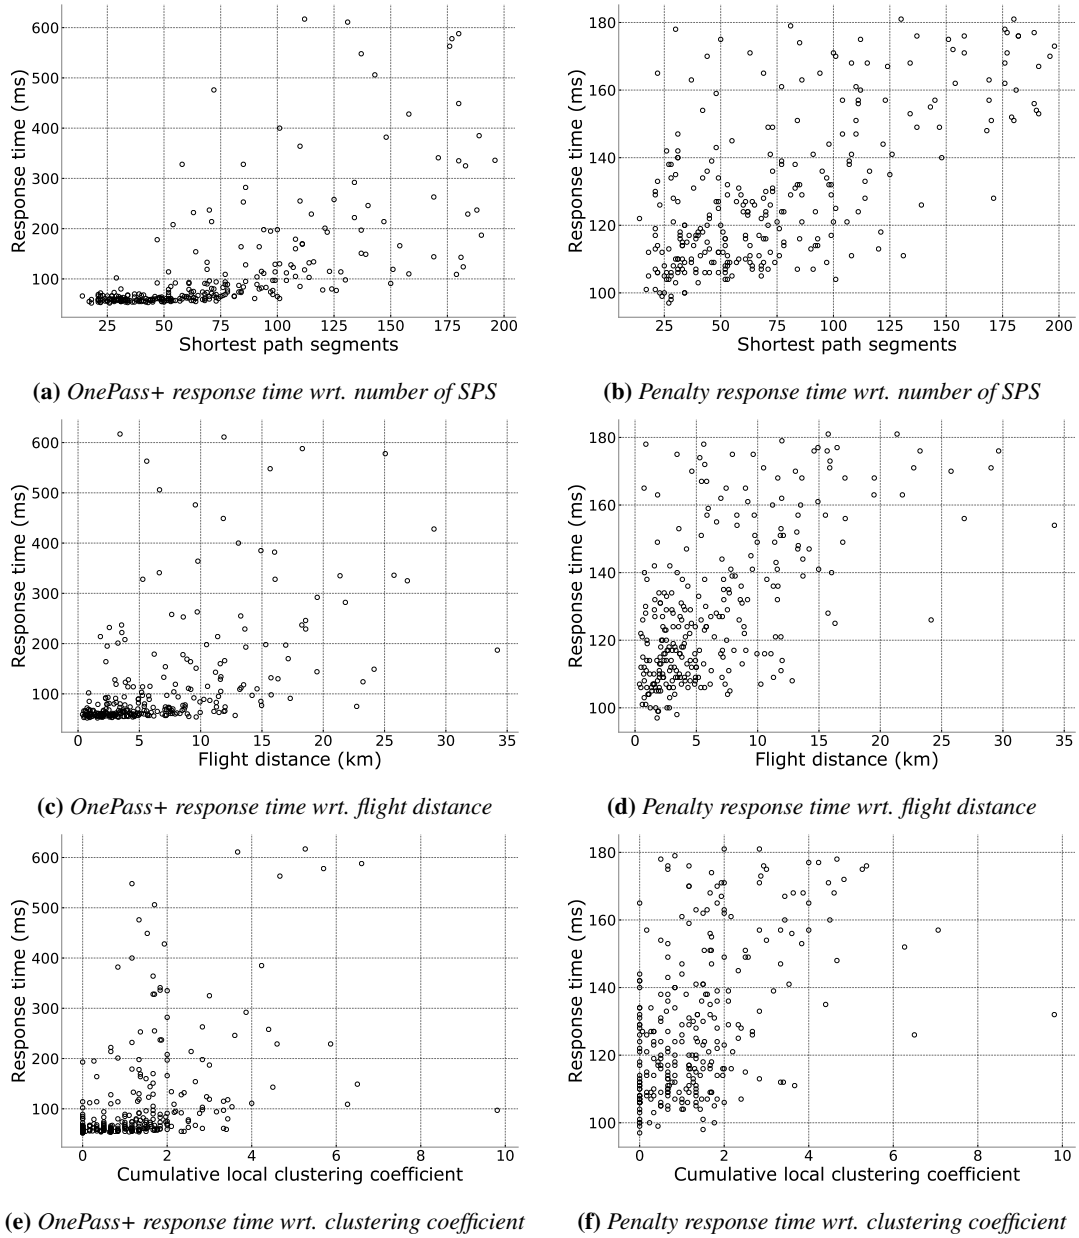 600
500
400
300
200
100
Response time (ms)
25 50 75 100 125 150 175 200
Shortest path segments
(a) OnePass+ response time wrt. number of SPS
180
160
140
120
100
Response time (ms)
25 50 75 100 125 150 175 200
Shortest path segments
(b) Penalty response time wrt. number of SPS
600
500
400
300
200
100
Response time (ms)
0 5 10 15 20 25 30 35
Flight distance (km)
(c) OnePass+ response time wrt. flight distance
180
160
140
120
100
Response time (ms)
0 5 10 15 20 25 30 35
Flight distance (km)
(d) Penalty response time wrt. flight distance
600
500
400
300
200
100
Response time (ms)
0 2 4 6 8 10
Cumulative local clustering coefficient
(e) OnePass+ response time wrt. clustering coefficient
180
160
140
120
100
Response time (ms)
0 2 4 6 8 10
Cumulative local clustering coefficient
(f) Penalty response time wrt. clustering coefficient